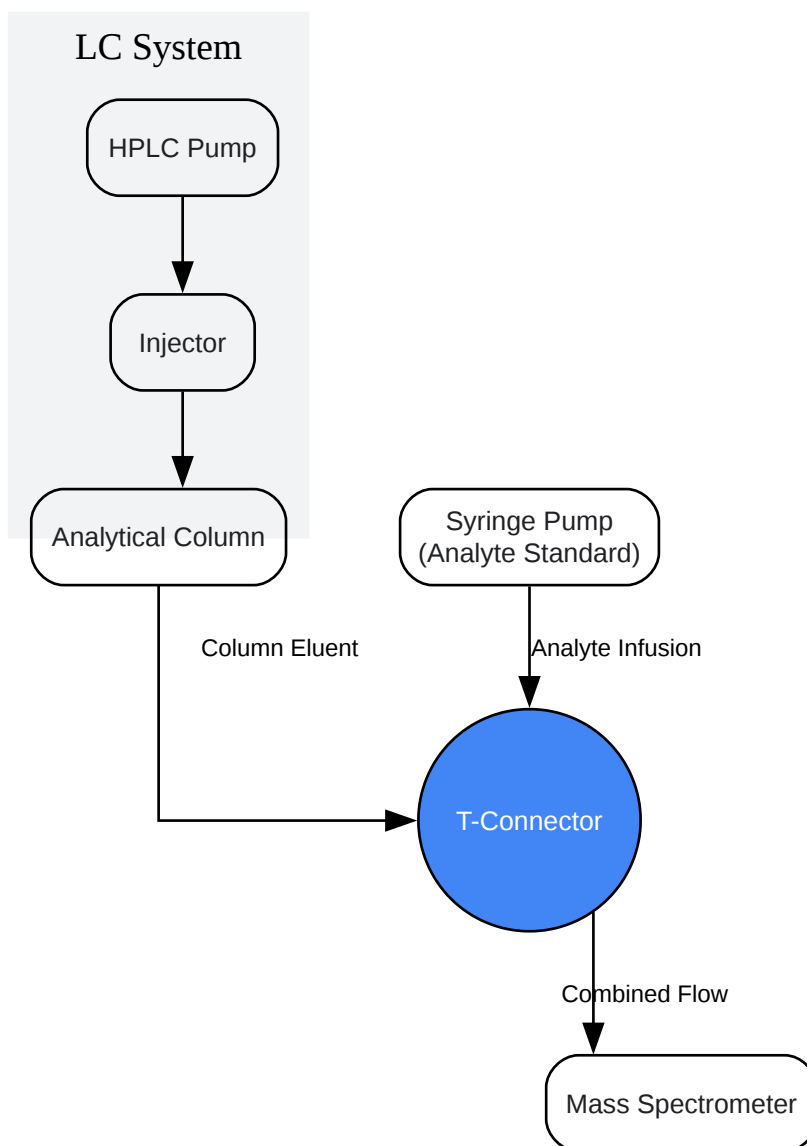 LC System
HPLC Pump
Injector
Analytical Column
Syringe Pump
(Analyte Standard)
Column Eluent
Analyte Infusion
T-Connector
Combined Flow
Mass Spectrometer